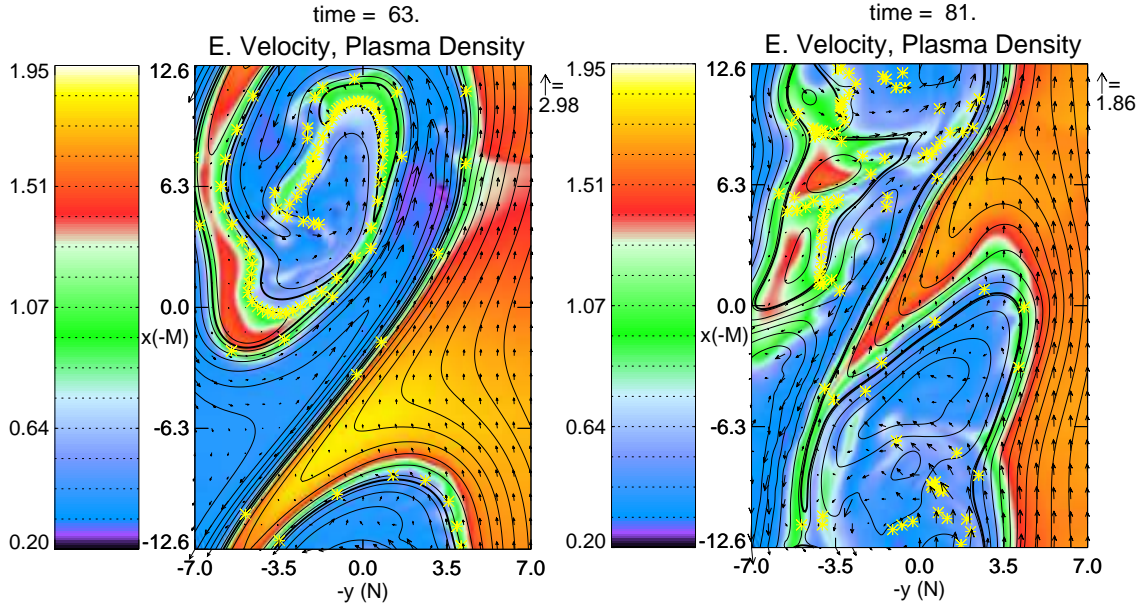 time = 63.
E. Velocity, Plasma Density
1.95
1.51
1.07
0.64
0.20
12.6
6.3
0.0
x(-M)
-6.3
-12.6
-7.0 -3.5 0.0 3.5 7.0
-y (N)
=
2.98
time = 81.
E. Velocity, Plasma Density
1.95
1.51
1.07
0.64
0.20
12.6
6.3
0.0
x(-M)
-6.3
-12.6
-7.0 -3.5 0.0 3.5 7.0
-y (N)
=
1.86